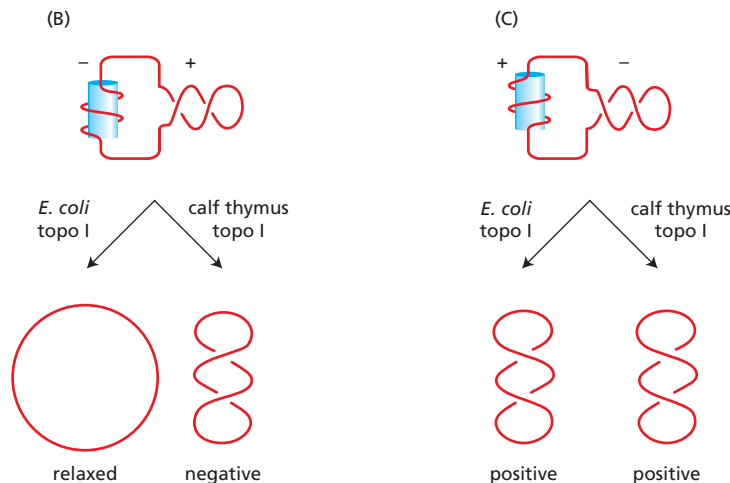 (B)
− +
E. coli
topo I
calf thymus
topo I
relaxed
negative
(C)
+ −
E. coli
topo I
calf thymus
topo I
positive
positive